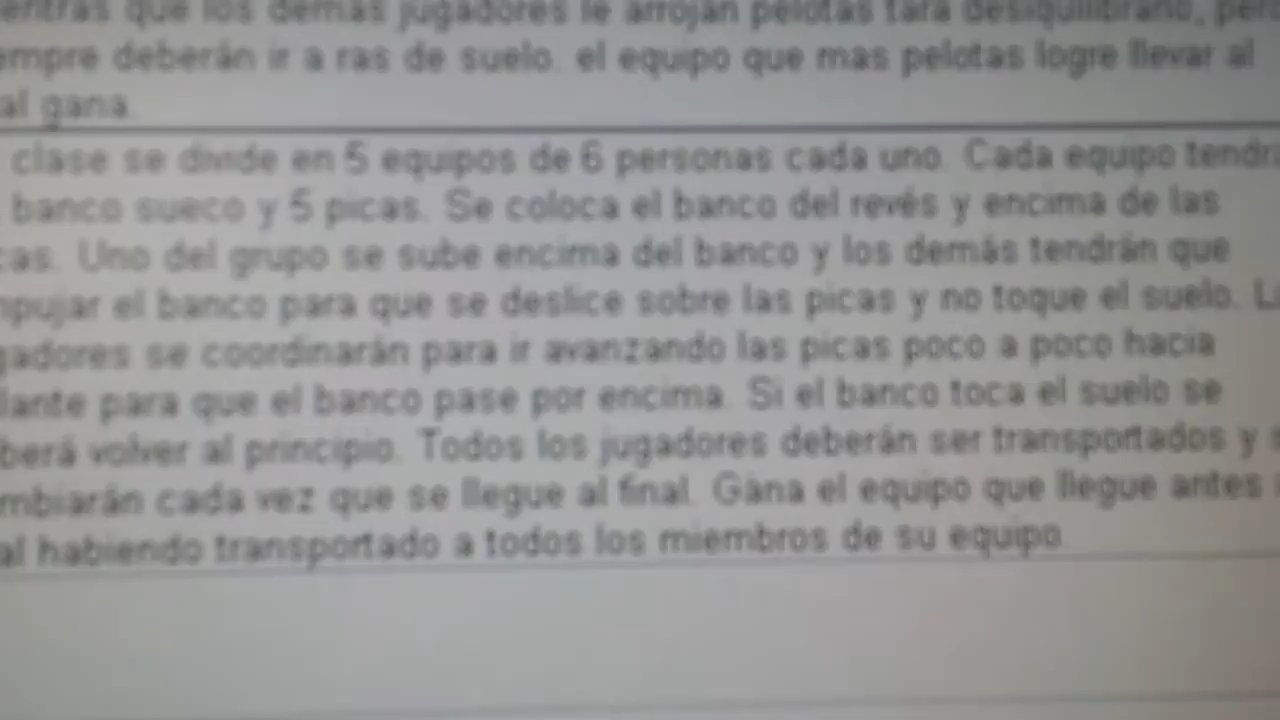 entras que los demás jugadores le arrojan pelotas para desequilibrarlo, pero
empre deberán ir a ras de suelo. el equipo que mas pelotas logre llevar al
al gana.
clase se divide en 5 equipos de 6 personas cada uno. Cada equipo tendrá
banco sueco y 5 picas. Se coloca el banco del revés y encima de las
cas. Uno del grupo se sube encima del banco y los demás tendrán que
mpujar el banco para que se deslice sobre las picas y no toque el suelo. L
gadores se coordinarán para ir avanzando las picas poco a poco hacia
lante para que el banco pase por encima. Si el banco toca el suelo se
berá volver al principio. Todos los jugadores deberán ser transportados y s
mbiarán cada vez que se llegue al final. Gana el equipo que llegue antes
al habiendo transportado a todos los miembros de su equipo.